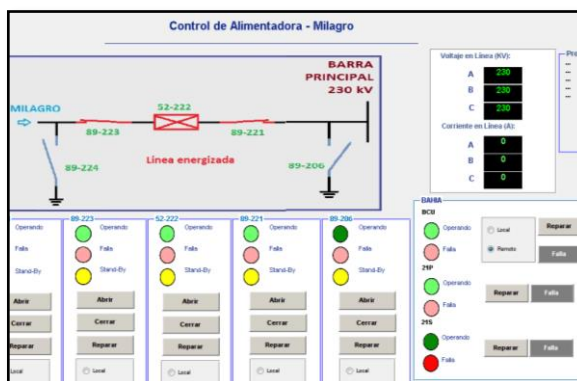 Control de Alimentadora - Milagro
BARRA
PRINCIPAL
230 kV
MILAGRO
52-222
89-223
89-221
89-224
Línea energizada
89-206
Voltaje en Línea (KV):
A 230
B 230
C 230
Corriente en Línea (A):
A 0
B 0
C 0
Operando
Falla
Stand-By
Abrir
Cerrar
Reparar
Local
89-223
Operando
Falla
Stand-By
Abrir
Cerrar
Reparar
Local
52-222
Operando
Falla
Stand-By
Abrir
Cerrar
Reparar
Local
89-221
Operando
Falla
Stand-By
Abrir
Cerrar
Reparar
Local
89-206
Operando
Falla
Stand-By
Abrir
Cerrar
Reparar
Local
BAHIA
BCU
Operando
Falla
Local
Remoto
Reparar
Falla
21P
Operando
Falla
Reparar
Falla
21S
Operando
Falla
Reparar
Falla